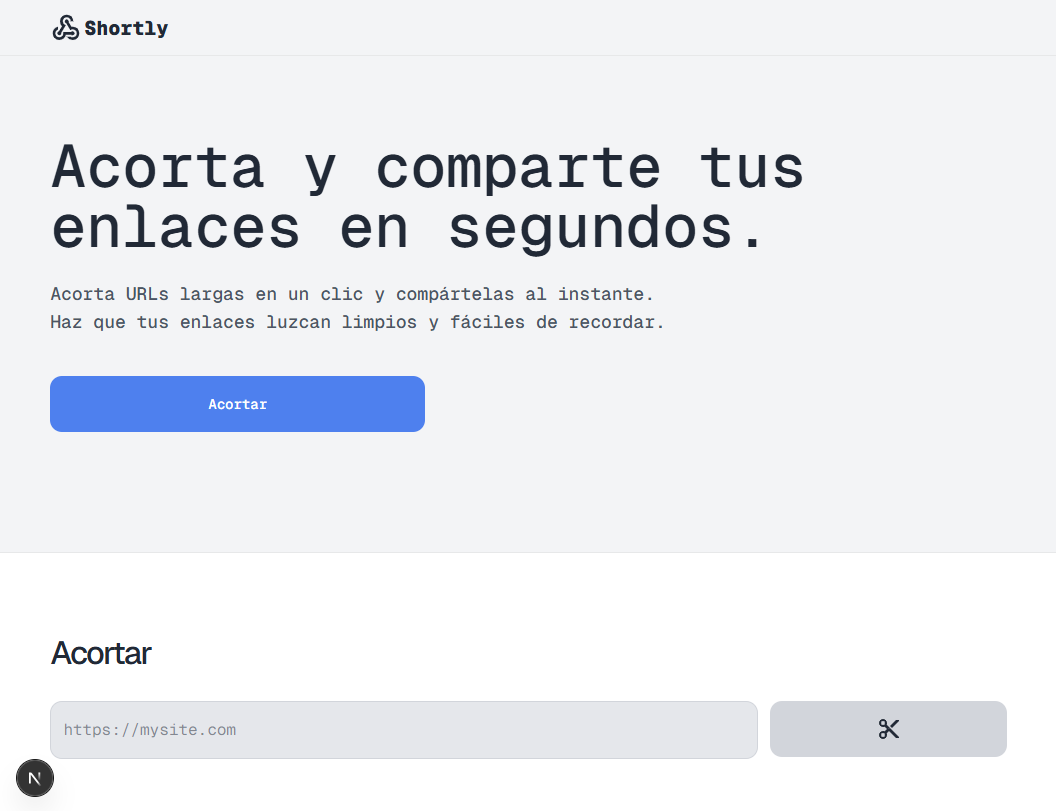 Shortly
Acorta y comparte tus
enlaces en segundos.
Acorta URLs largas en un clic y compártelas al instante.
Haz que tus enlaces luzcan limpios y fáciles de recordar.
Acortar
Acortar
https://mysite.com
N